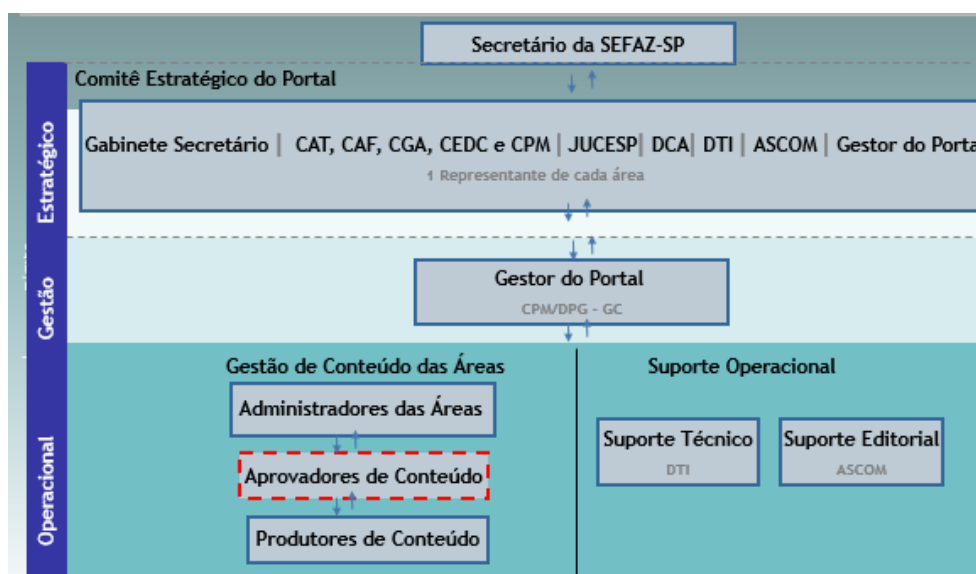 Secretário da SEFAZ-SP
Comitê Estratégico do Portal
Estratégico
Gabinete Secretário | CAT, CAF, CGA, CEDC e CPM | JUCESP| DCA| DTI | ASCOM | Gestor do Porta
1 Representante de cada área
Gestão
Gestor do Portal
CPM/DPG - GC
Operacional
Gestão de Conteúdo das Áreas
Administradores das Áreas
Aprovadores de Conteúdo
Produtores de Conteúdo
Suporte Operacional
Suporte Técnico
DTI
Suporte Editorial
ASCOM